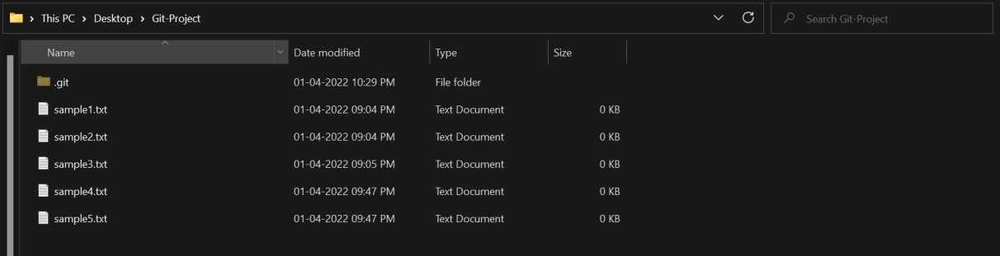 This PC > Desktop > Git-Project Search Git-Project
Name Date modified Type Size
.git 01-04-2022 10:29 PM File folder
sample1.txt 01-04-2022 09:04 PM Text Document 0 KB
sample2.txt 01-04-2022 09:04 PM Text Document 0 KB
sample3.txt 01-04-2022 09:05 PM Text Document 0 KB
sample4.txt 01-04-2022 09:47 PM Text Document 0 KB
sample5.txt 01-04-2022 09:47 PM Text Document 0 KB